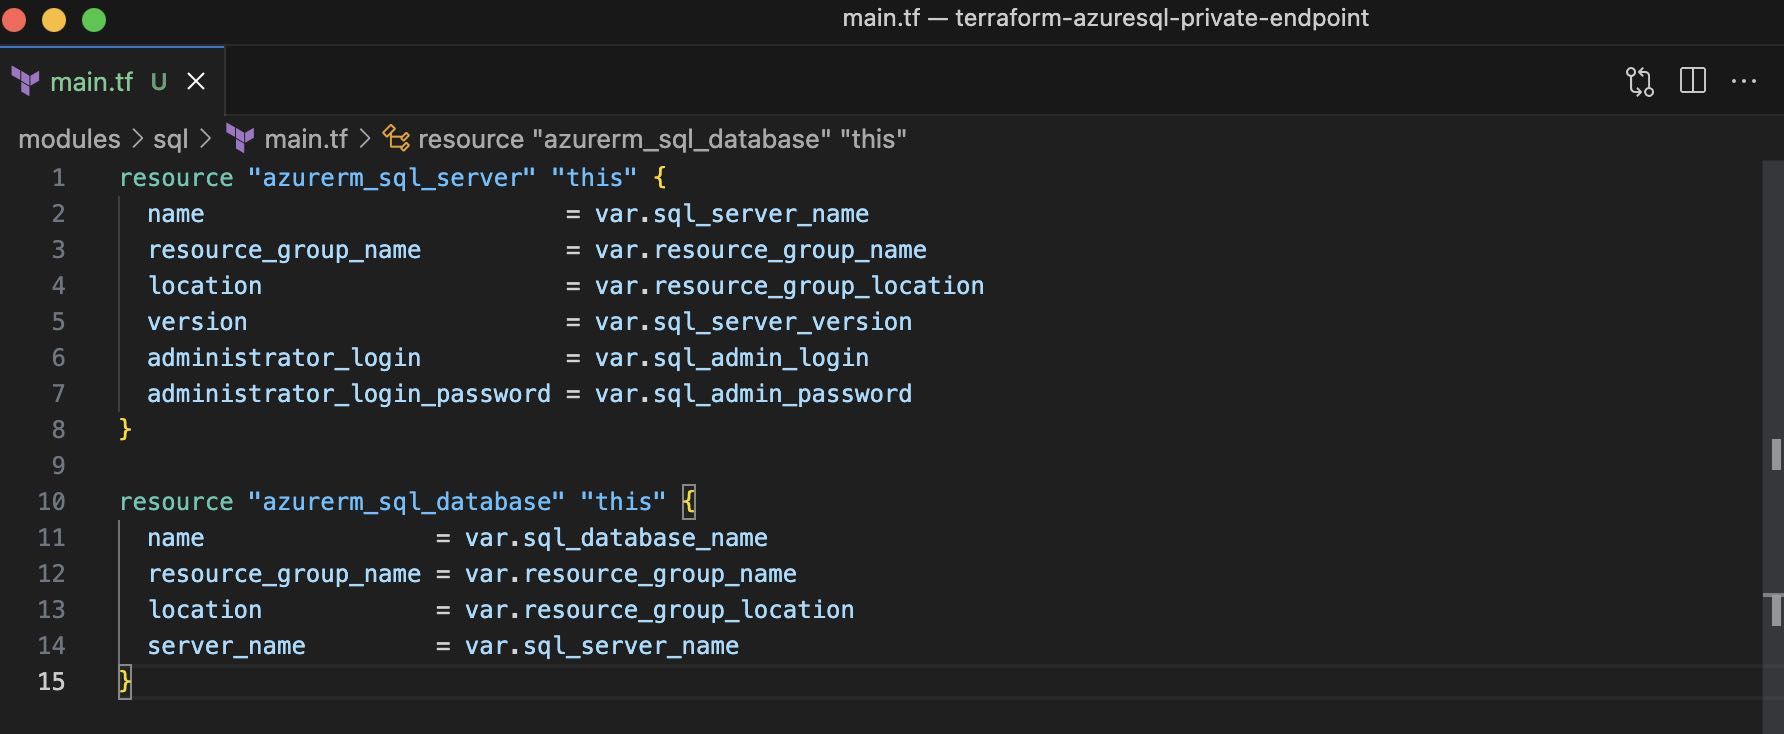 main.tf — terraform-azuresql-private-endpoint
main.tf U
modules > sql > main.tf > resource "azurerm_sql_database" "this"
1 resource "azurerm_sql_server" "this" {
2   name                         = var.sql_server_name
3   resource_group_name          = var.resource_group_name
4   location                     = var.resource_group_location
5   version                      = var.sql_server_version
6   administrator_login          = var.sql_admin_login
7   administrator_login_password = var.sql_admin_password
8 }
9
10 resource "azurerm_sql_database" "this" {
11   name                = var.sql_database_name
12   resource_group_name = var.resource_group_name
13   location            = var.resource_group_location
14   server_name         = var.sql_server_name
15 }